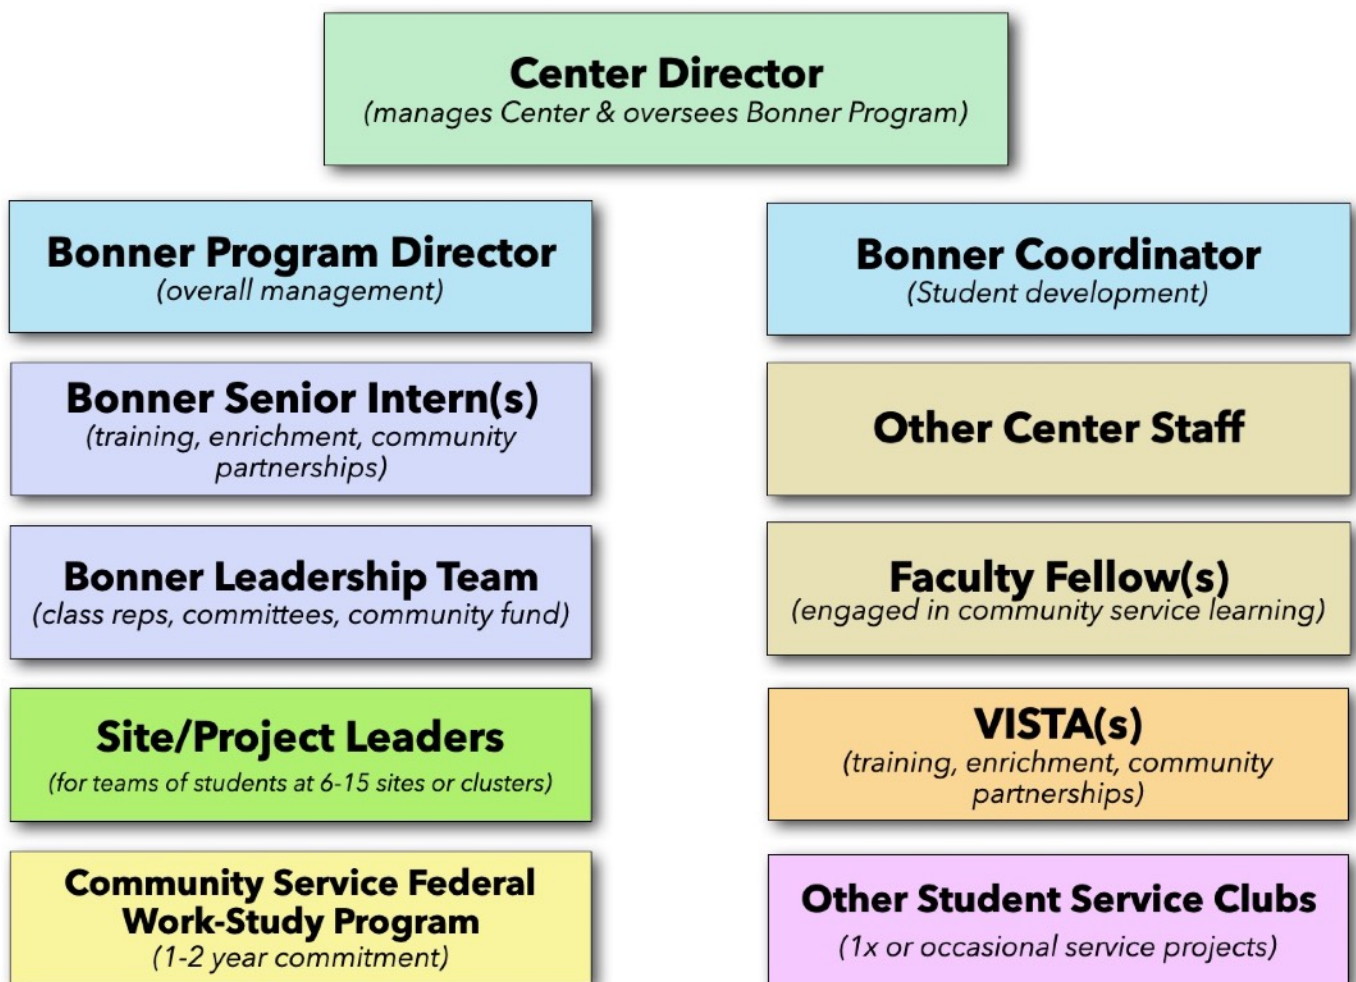 Center Director
(manages Center & oversees Bonner Program)
Bonner Program Director
(overall management)
Bonner Coordinator
(Student development)
Bonner Senior Intern(s)
(training, enrichment, community
partnerships)
Other Center Staff
Bonner Leadership Team
(class reps, committees, community fund)
Faculty Fellow(s)
(engaged in community service learning)
Site/Project Leaders
(for teams of students at 6-15 sites or clusters)
VISTA(s)
(training, enrichment, community
partnerships)
Community Service Federal
Work-Study Program
(1-2 year commitment)
Other Student Service Clubs
(1x or occasional service projects)